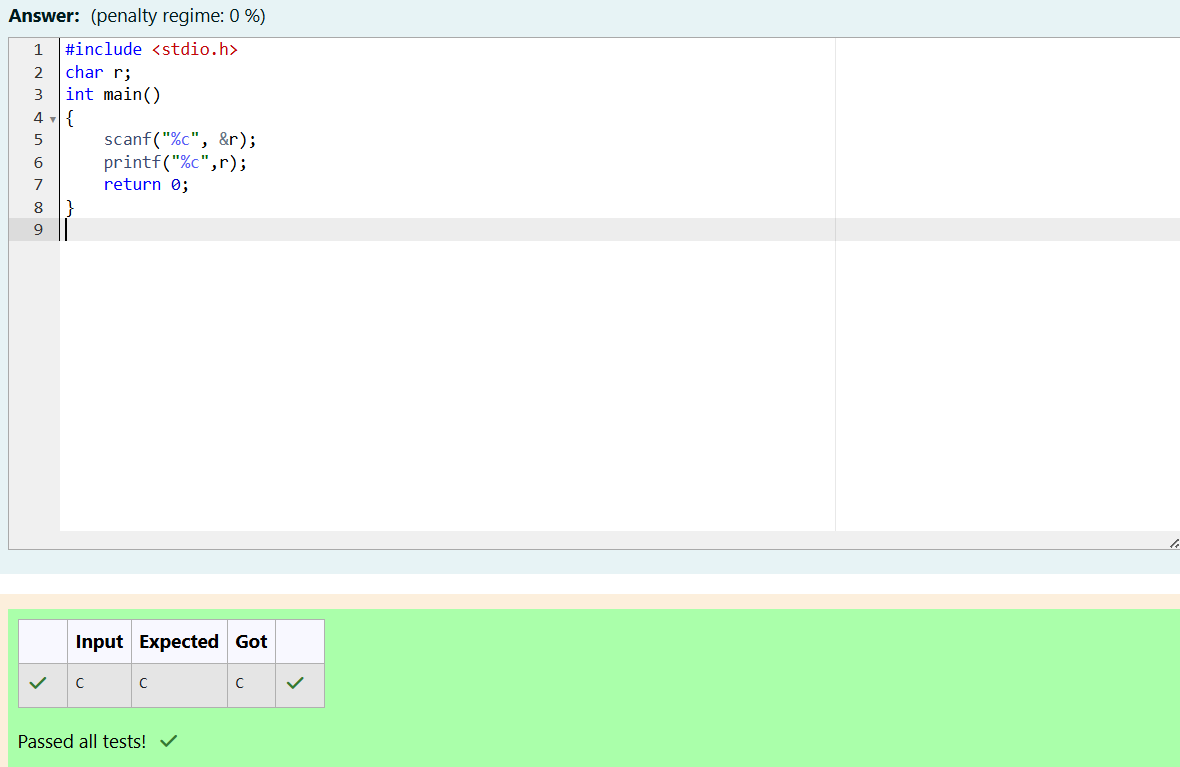 Answer: (penalty regime: 0 %)
1 #include <stdio.h>
2 char r;
3 int main()
4 {
5     scanf("%c", &r);
6     printf("%c",r);
7     return 0;
8 }
9
Input Expected Got
C C C
Passed all tests!